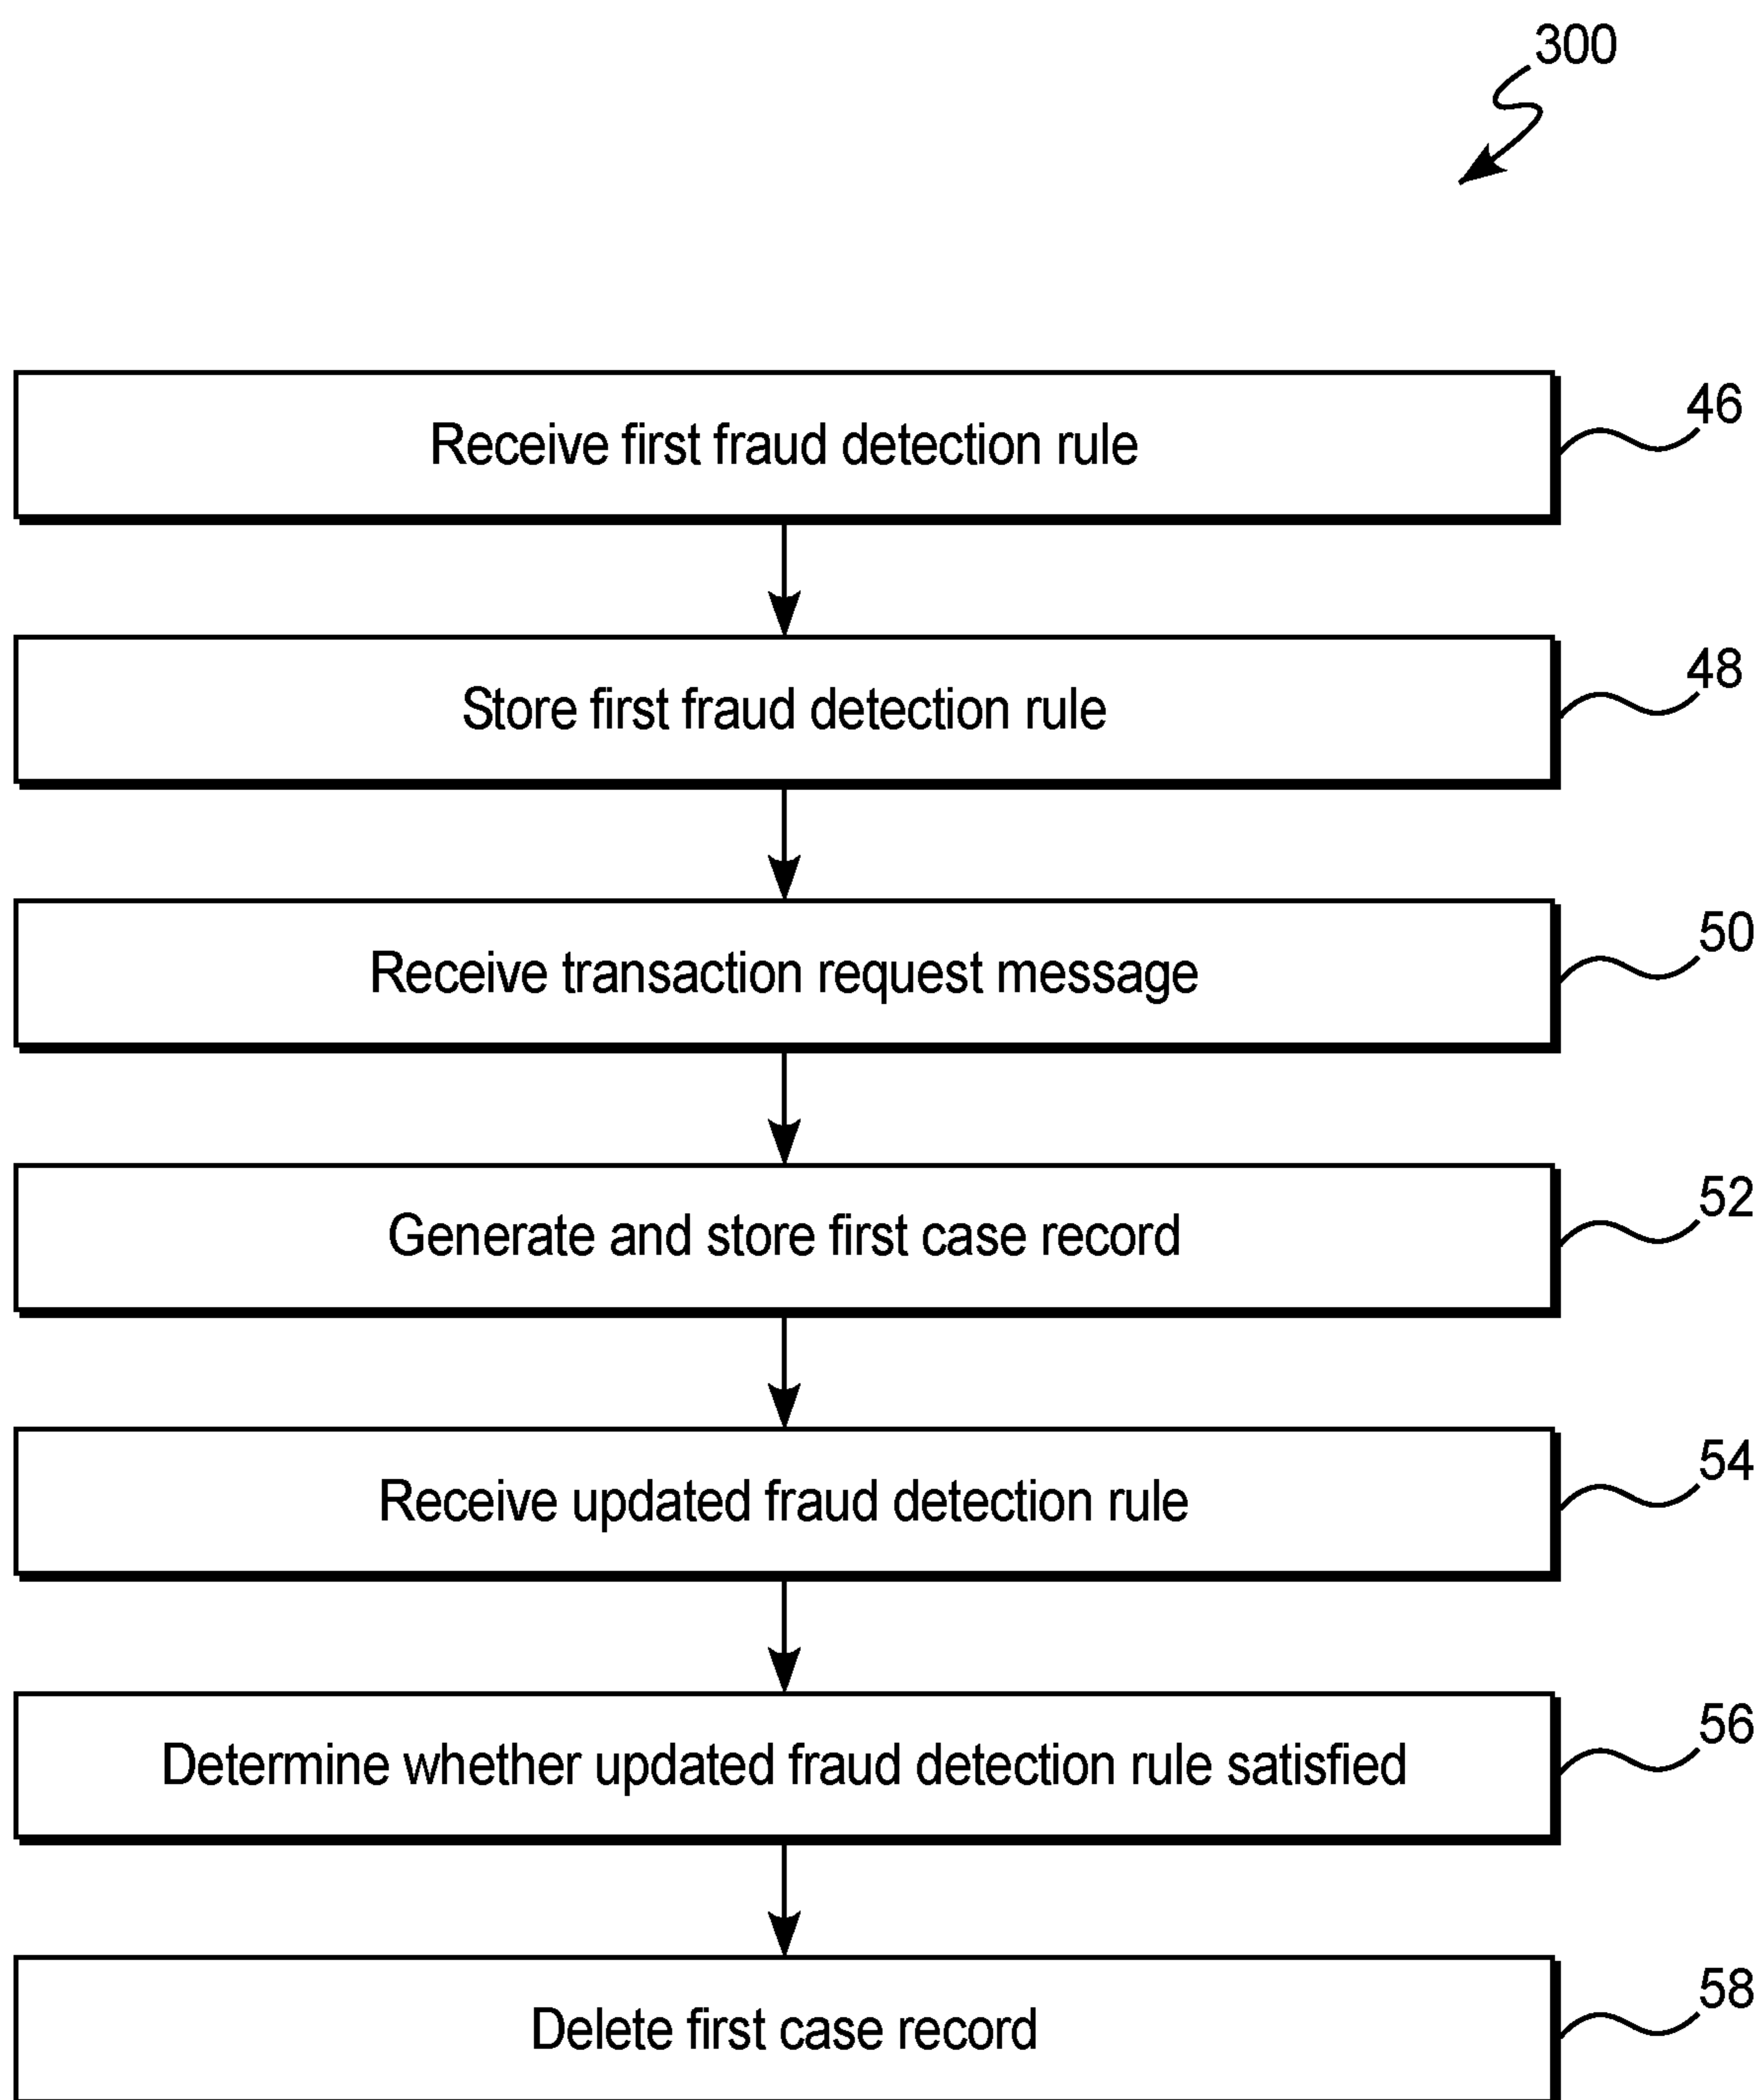 300
Receive first fraud detection rule
46
Store first fraud detection rule
48
Receive transaction request message
50
Generate and store first case record
52
Receive updated fraud detection rule
54
Determine whether updated fraud detection rule satisfied
56
Delete first case record
58